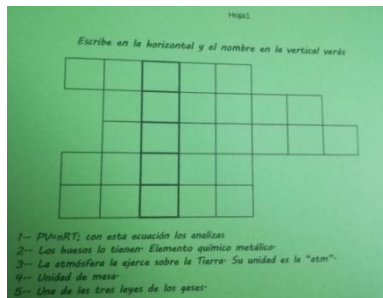 Hoja1
Escribe en la horizontal y el nombre en la vertical verás
1-- PV=nRT; con esta ecuación los analizas
2-- Los huesos lo tienen. Elemento químico metálico.
3-- La atmósfera la ejerce sobre la Tierra. Su unidad es la "atm".
4-- Unidad de masa.
5-- Una de las tres leyes de los gases.